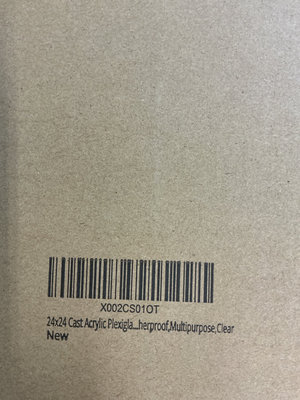 X002CS01OT
24x24 Cast Acrylic Plexigla...herproof,Multipurpose,Clear
New